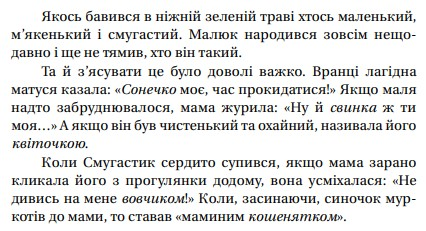 Якось бавився в ніжній зеленій траві хтось маленький,
м’якенький і смугастий. Малюк народився зовсім нещо-
давно і ще не тямив, хто він такий.
Та й з’ясувати це було доволі важко. Вранці лагідна
матуся казала: «Сонечко моє, час прокидатися!» Якщо маля
надто забруднювалося, мама журила: «Ну й свинка ж ти
моя...» А якщо він був чистенький та охайний, називала його
квіточкою.
Коли Смугастик сердито супився, якщо мама зарано
кликала його з прогулянки додому, вона усміхалася: «Не
дивись на мене вовчиком!» Коли, засинаючи, синочок мур-
котів до мами, то ставав «маминим кошенятком».